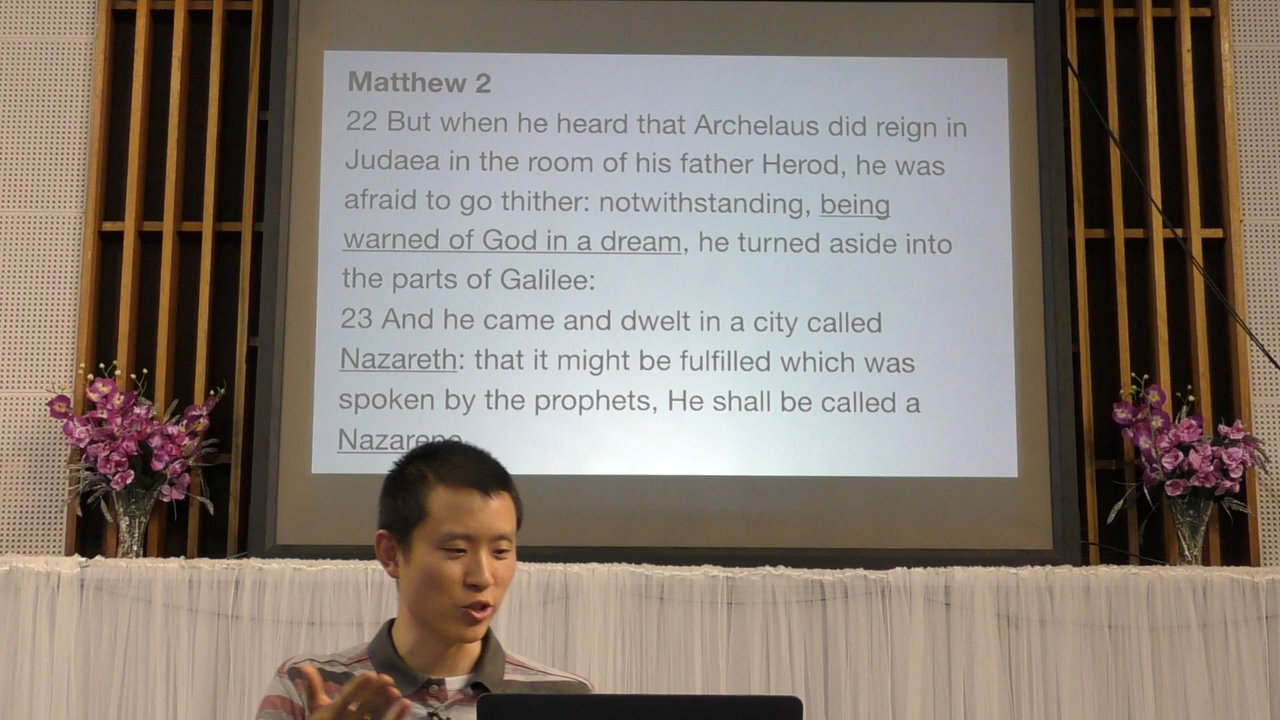 Matthew 2
22 But when he heard that Archelaus did reign in
Judaea in the room of his father Herod, he was
afraid to go thither: notwithstanding, being
warned of God in a dream, he turned aside into
the parts of Galilee:
23 And he came and dwelt in a city called
Nazareth: that it might be fulfilled which was
spoken by the prophets, He shall be called a
Nazarene